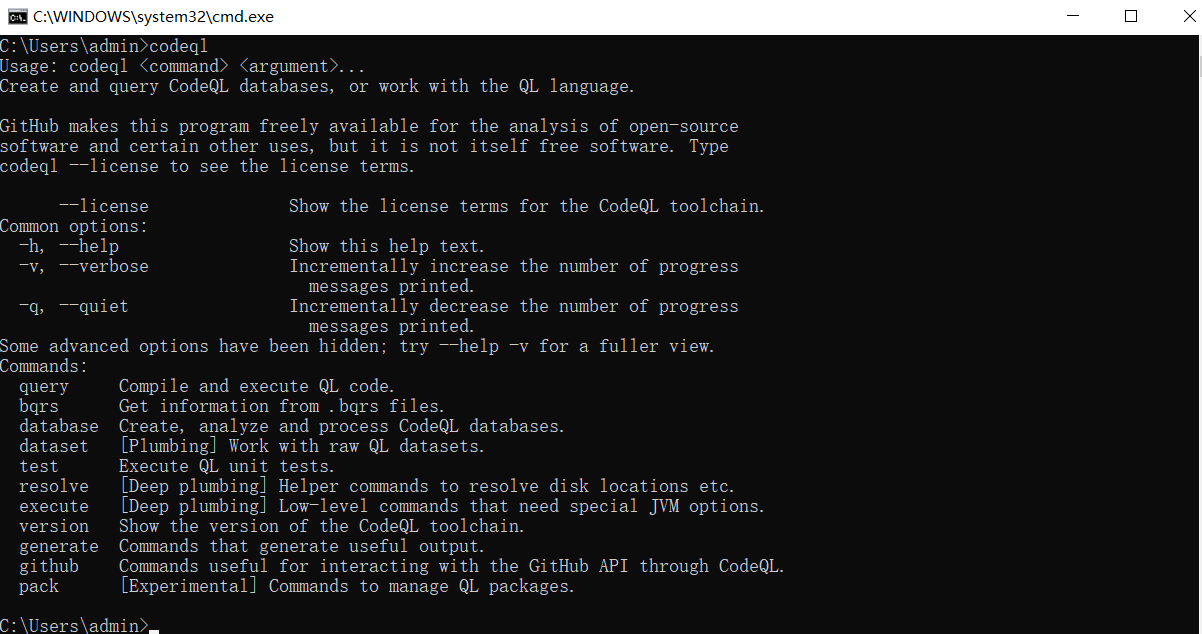 C:\WINDOWS\system32\cmd.exe
C:\Users\admin>codeql
Usage: codeql <command> <argument>...
Create and query CodeQL databases, or work with the QL language.
GitHub makes this program freely available for the analysis of open-source
software and certain other uses, but it is not itself free software. Type
codeql --license to see the license terms.
--license Show the license terms for the CodeQL toolchain.
Common options:
-h, --help Show this help text.
-v, --verbose Incrementally increase the number of progress
messages printed.
-q, --quiet Incrementally decrease the number of progress
messages printed.
Some advanced options have been hidden; try --help -v for a fuller view.
Commands:
query Compile and execute QL code.
bqrs Get information from .bqrs files.
database Create, analyze and process CodeQL databases.
dataset [Plumbing] Work with raw QL datasets.
test Execute QL unit tests.
resolve [Deep plumbing] Helper commands to resolve disk locations etc.
execute [Deep plumbing] Low-level commands that need special JVM options.
version Show the version of the CodeQL toolchain.
generate Commands that generate useful output.
github Commands useful for interacting with the GitHub API through CodeQL.
pack [Experimental] Commands to manage QL packages.
C:\Users\admin>